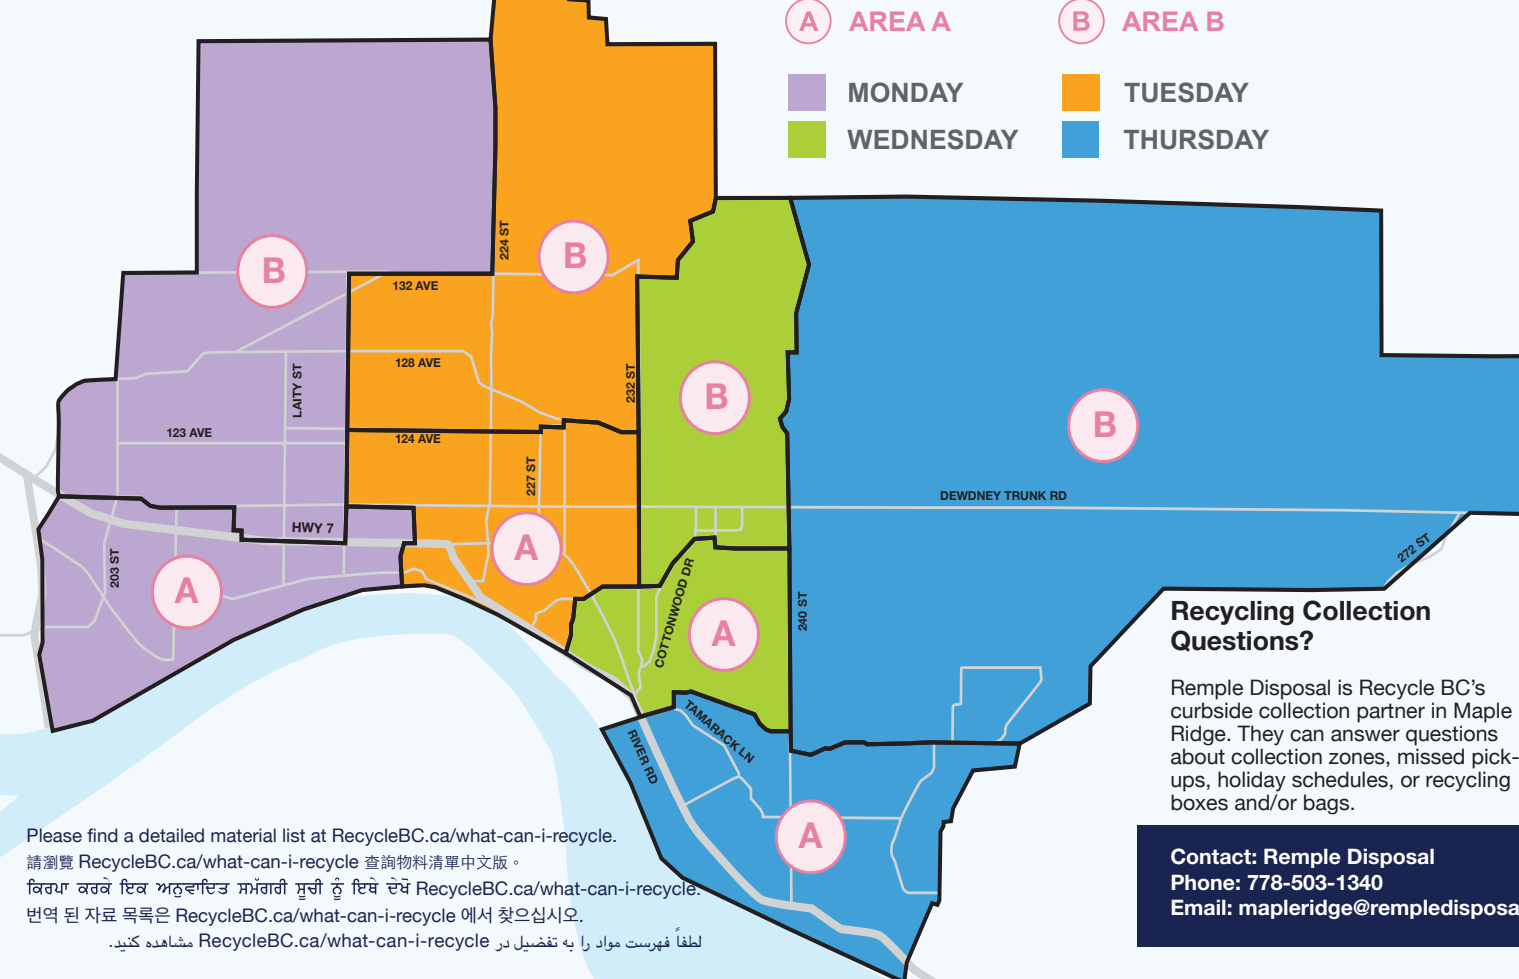 A AREA A
B AREA B
MONDAY
TUESDAY
WEDNESDAY
THURSDAY
224 ST
B
B
132 AVE
128 AVE
LAITY ST
232 ST
B
B
123 AVE
124 AVE
227 ST
DEWDNEY TRUNK RD
HWY 7
A
272 ST
203 ST
A
COTTONWOOD DR
240 ST
A
TAMARACK LN
RIVER RD
A
Recycling Collection
Questions?
Remple Disposal is Recycle BC’s
curbside collection partner in Maple
Ridge. They can answer questions
about collection zones, missed pick-
ups, holiday schedules, or recycling
boxes and/or bags.
Contact: Remple Disposal
Phone: 778-503-1340
Email: mapleridge@rempledisposa
Please find a detailed material list at RecycleBC.ca/what-can-i-recycle.
請瀏覽 RecycleBC.ca/what-can-i-recycle 查詢物料清單中文版。
ਕਿਰਪਾ ਕਰਕੇ ਇਕ ਅਨੁਵਾਦਿਤ ਸਮੱਗਰੀ ਸੂਚੀ ਨੂੰ ਇਥੇ ਦੇਖੋ RecycleBC.ca/what-can-i-recycle.
번역 된 자료 목록은 RecycleBC.ca/what-can-i-recycle 에서 찾으십시오.
لطفاً فهرست مواد را به تفضیل در RecycleBC.ca/what-can-i-recycle مشاهده کنید.